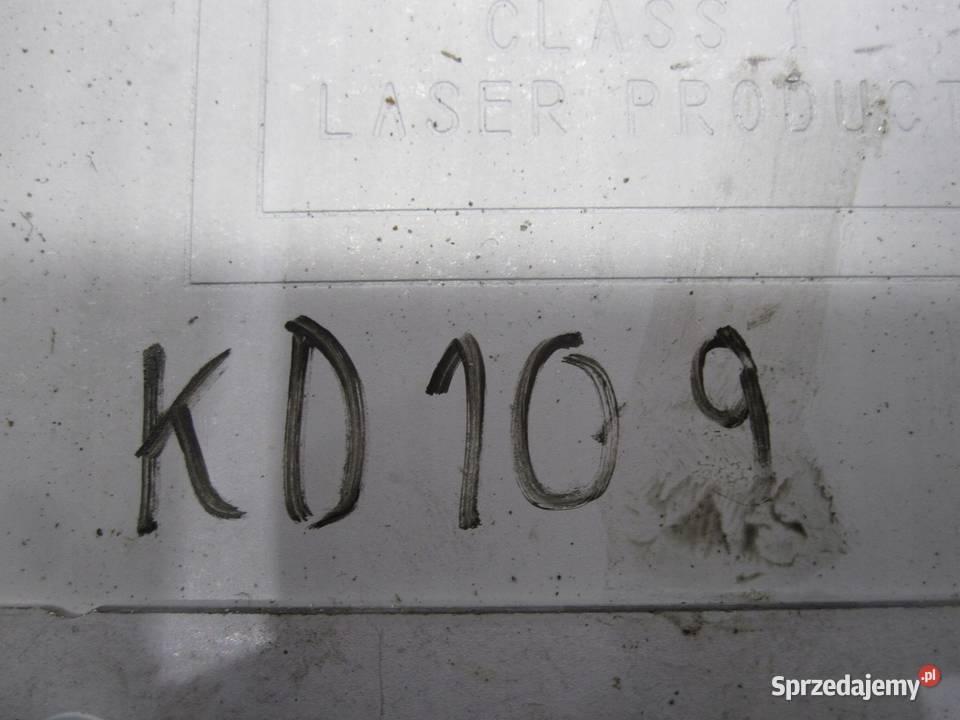 CLASS 1
LASER PRODUCT
KD109
Sprzedajemy.pl